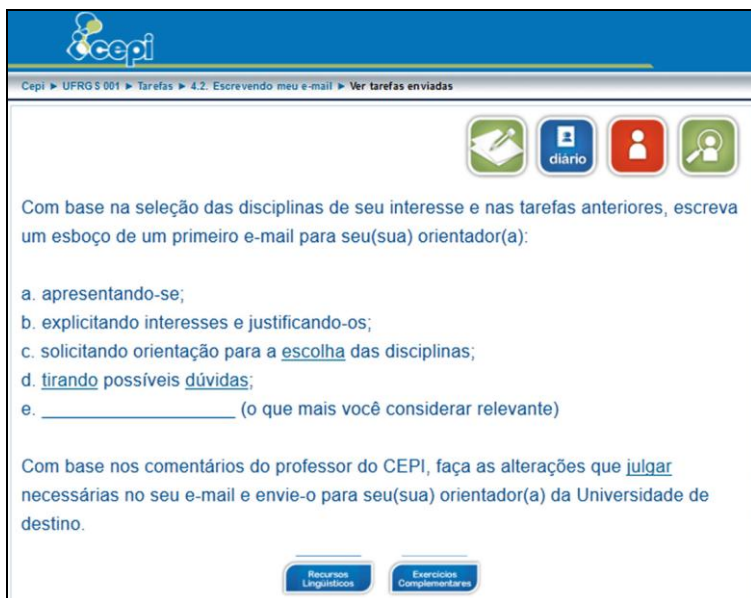 cepi
Cepi ► UFRGS 001 ► Tarefas ► 4.2. Escrevendo meu e-mail ► Ver tarefas enviadas
diário
Com base na seleção das disciplinas de seu interesse e nas tarefas anteriores, escreva
um esboço de um primeiro e-mail para seu(sua) orientador(a):
a. apresentando-se;
b. explicitando interesses e justificando-os;
c. solicitando orientação para a escolha das disciplinas;
d. tirando possíveis dúvidas;
e. ____________________ (o que mais você considerar relevante)
Com base nos comentários do professor do CEPI, faça as alterações que julgar
necessárias no seu e-mail e envie-o para seu(sua) orientador(a) da Universidade de
destino.
Recursos Exercícios
Lingüísticos Complementares